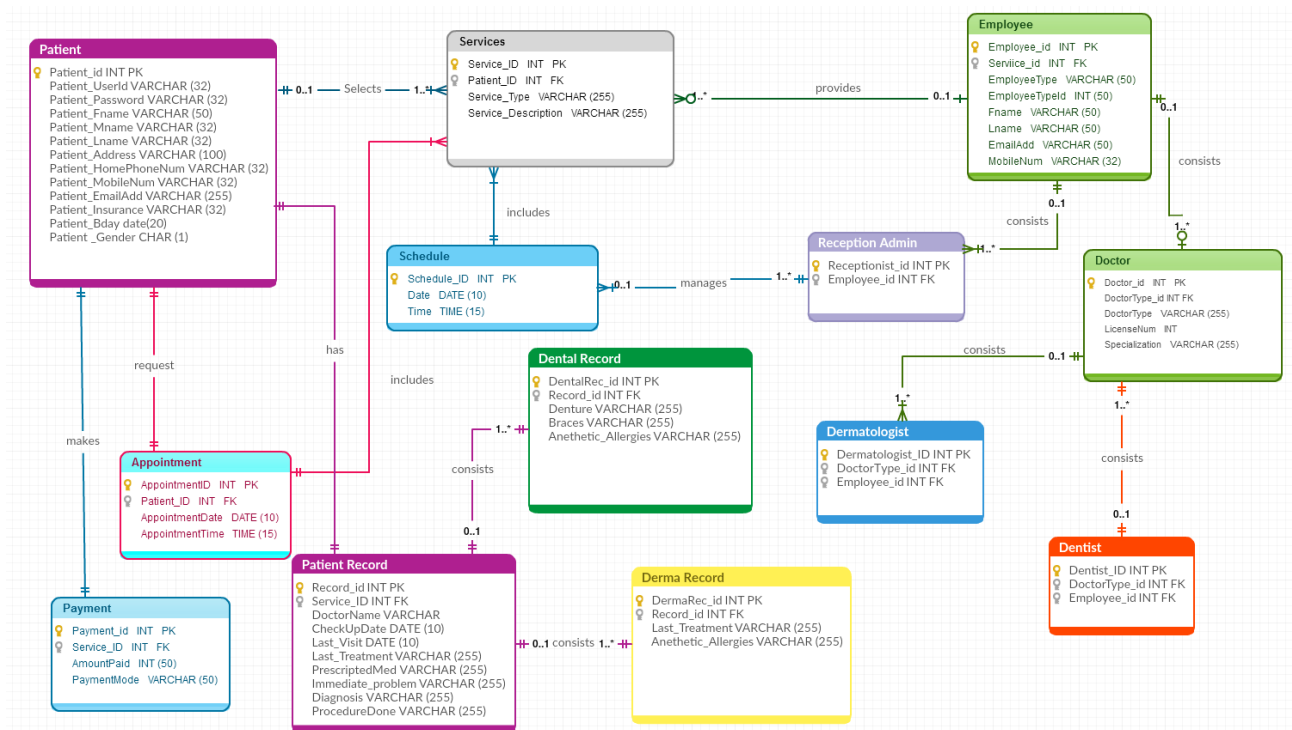 Patient
Patient_id INT PK
Patient_UserId VARCHAR (32)
Patient_Password VARCHAR (32)
Patient_Fname VARCHAR (50)
Patient_Mname VARCHAR (32)
Patient_Lname VARCHAR (32)
Patient_Address VARCHAR (100)
Patient_HomePhoneNum VARCHAR (32)
Patient_MobileNum VARCHAR (32)
Patient_EmailAdd VARCHAR (255)
Patient_Insurance VARCHAR (32)
Patient_Bday date(20)
Patient _Gender CHAR (1)
0..1 Selects 1..*
Services
Service_ID INT PK
Patient_ID INT FK
Service_Type VARCHAR (255)
Service_Description VARCHAR (255)
1..* provides 0..1
Employee
Employee_id INT PK
Serviice_id INT FK
EmployeeType VARCHAR (50)
EmployeeTypeId INT (50)
Fname VARCHAR (50)
Lname VARCHAR (50)
EmailAdd VARCHAR (50)
MobileNum VARCHAR (32)
0..1
consists
1..*
0..1
consists
1..*
includes
Schedule
Schedule_ID INT PK
Date DATE (10)
Time TIME (15)
0..1 manages 1..*
Reception Admin
Receptionist_id INT PK
Employee_id INT FK
Doctor
Doctor_id INT PK
DoctorType_id INT FK
DoctorType VARCHAR (255)
LicenseNum INT
Specialization VARCHAR (255)
consists 0..1
1..*
1..*
consists
0..1
has
request
includes
makes
Dental Record
DentalRec_id INT PK
Record_id INT FK
Denture VARCHAR (255)
Braces VARCHAR (255)
Anethetic_Allergies VARCHAR (255)
1..*
consists
0..1
Dermatologist
Dermatologist_ID INT PK
DoctorType_id INT FK
Employee_id INT FK
Appointment
AppointmentID INT PK
Patient_ID INT FK
AppointmentDate DATE (10)
AppointmentTime TIME (15)
Dentist
Dentist_ID INT PK
DoctorType_id INT FK
Employee_id INT FK
Patient Record
Record_id INT PK
Service_ID INT FK
DoctorName VARCHAR
CheckUpDate DATE (10)
Last_Visit DATE (10)
Last_Treatment VARCHAR (255)
PrescriptedMed VARCHAR (255)
Immediate_problem VARCHAR (255)
Diagnosis VARCHAR (255)
ProcedureDone VARCHAR (255)
0..1 consists 1..*
Derma Record
DermaRec_id INT PK
Record_id INT FK
Last_Treatment VARCHAR (255)
Anethetic_Allergies VARCHAR (255)
Payment
Payment_id INT PK
Service_ID INT FK
AmountPaid INT (50)
PaymentMode VARCHAR (50)